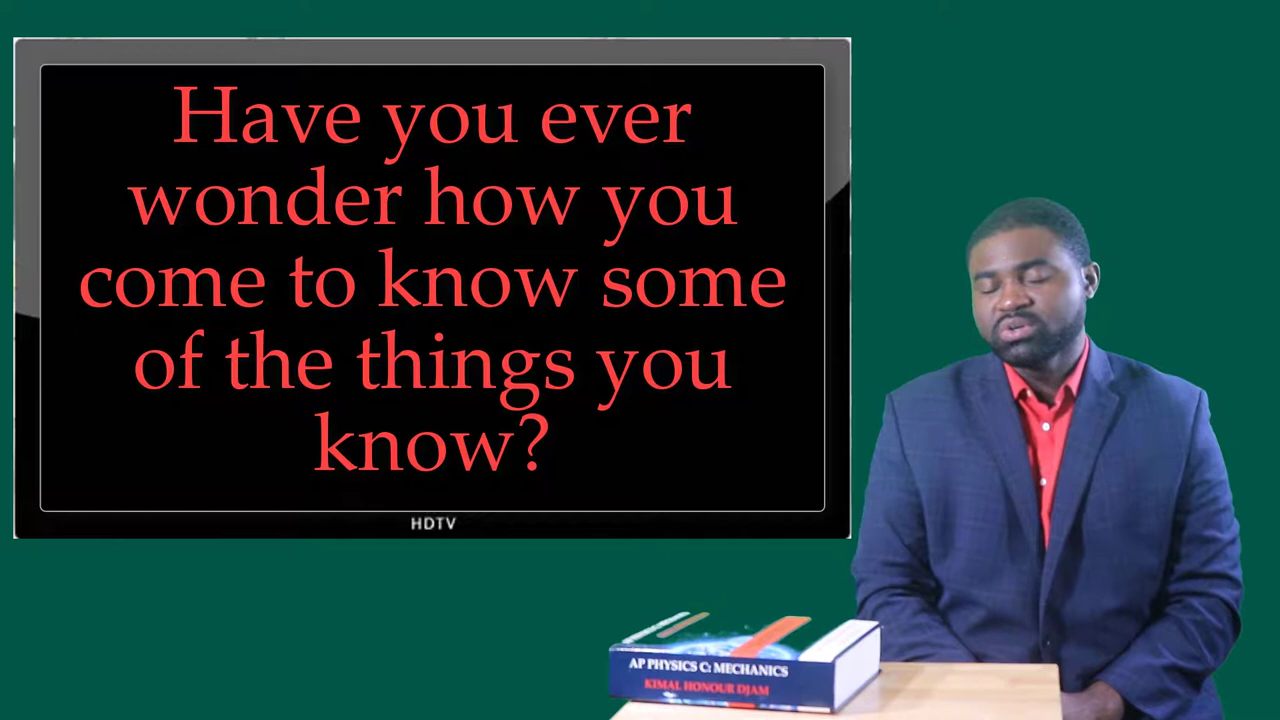 Have you ever
wonder how you
come to know some
of the things you
know?
HDTV
AP PHYSICS C: MECHANICS
KIMAL HONOUR DJAM